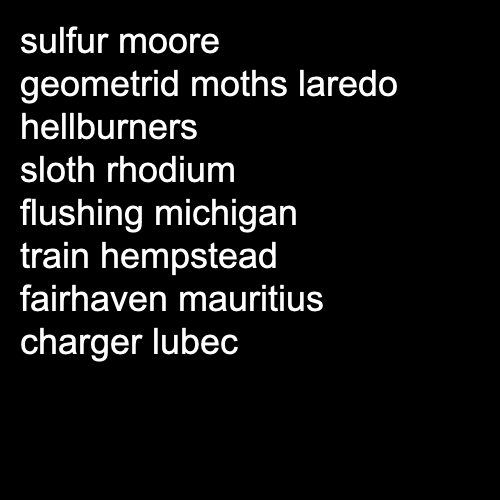 sulfur moore
geometrid moths laredo
hellburners
sloth rhodium
flushing michigan
train hempstead
fairhaven mauritius
charger lubec